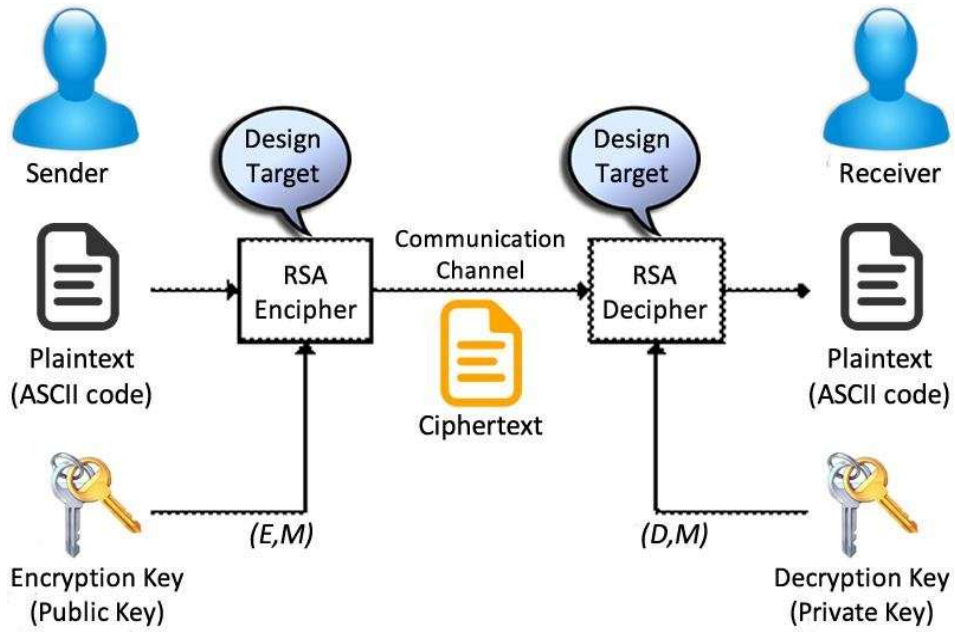 Sender
Design
Target
Design
Target
Receiver
RSA
Encipher
Communication
Channel
RSA
Decipher
Plaintext
(ASCII code)
Ciphertext
Plaintext
(ASCII code)
(E,M)
(D,M)
Encryption Key
(Public Key)
Decryption Key
(Private Key)